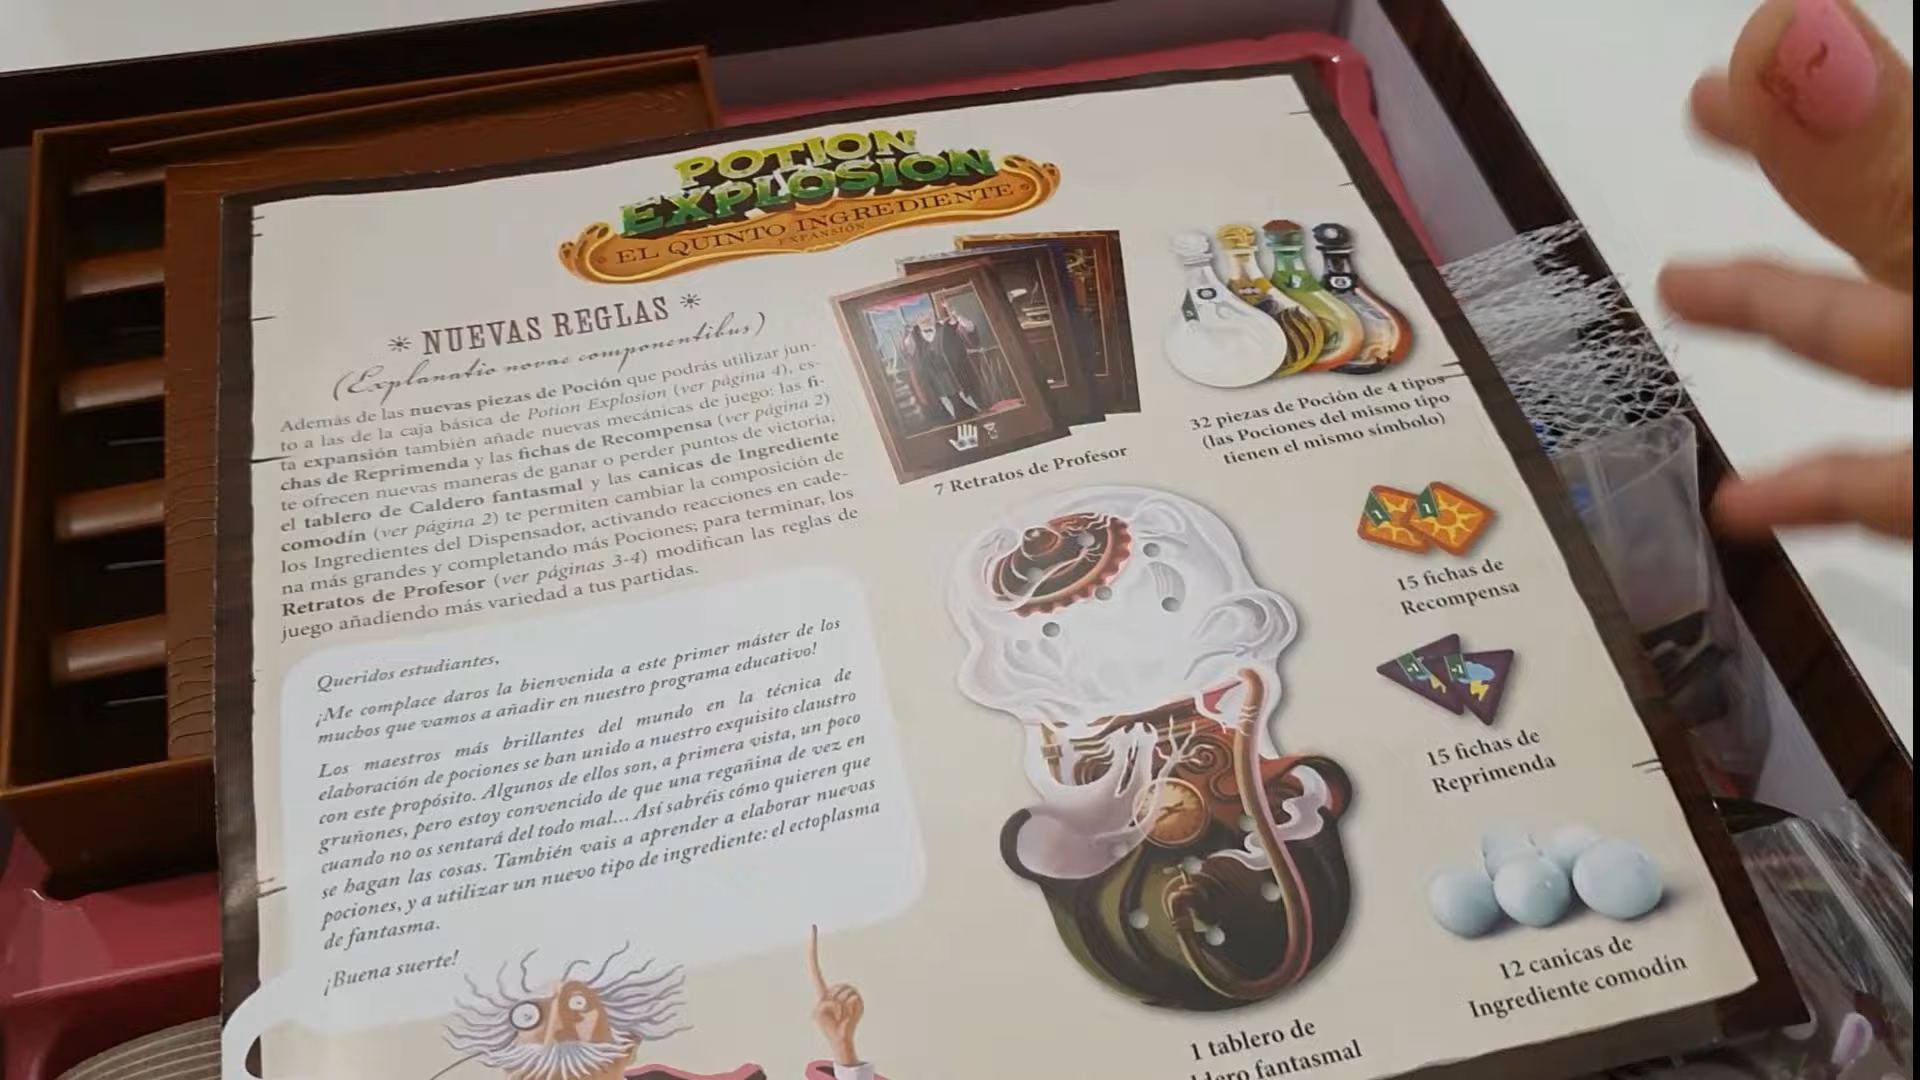 POTION
EXPLOSION
EL QUINTO INGREDIENTE
EXPANSIÓN
NUEVAS REGLAS
(Explanatio novae componentibus)
Además de las nuevas piezas de Poción que podrás utilizar jun-
to a las de la caja básica de Potion Explosion (ver página 4), es-
ta expansión también añade nuevas mecánicas de juego: las fi-
chas de Reprimenda y las fichas de Recompensa (ver página 2)
te ofrecen nuevas maneras de ganar o perder puntos de victoria,
el tablero de Caldero fantasmal y las canicas de Ingrediente
comodín (ver página 2) te permiten cambiar la composición de
los Ingredientes del Dispensador, activando reacciones en cade-
na más grandes y completando más Pociones; para terminar, los
Retratos de Profesor (ver páginas 3-4) modifican las reglas de
juego añadiendo más variedad a tus partidas.
Queridos estudiantes,
¡Me complace daros la bienvenida a este primer máster de los
muchos que vamos a añadir en nuestro programa educativo!
Los maestros más brillantes del mundo en la técnica de
elaboración de pociones se han unido a nuestro exquisito claustro
con este propósito. Algunos de ellos son, a primera vista, un poco
gruñones, pero estoy convencido de que una regañina de vez en
cuando no os sentará del todo mal... Así sabréis cómo quieren que
se hagan las cosas. También vais a aprender a elaborar nuevas
pociones, y a utilizar un nuevo tipo de ingrediente: el ectoplasma
de fantasma.
¡Buena suerte!
7 Retratos de Profesor
32 piezas de Poción de 4 tipos
(las Pociones del mismo tipo
tienen el mismo símbolo)
1
1
15 fichas de
Recompensa
-1
-1
15 fichas de
Reprimenda
12 canicas de
Ingrediente comodín
1 tablero de
fantasmal